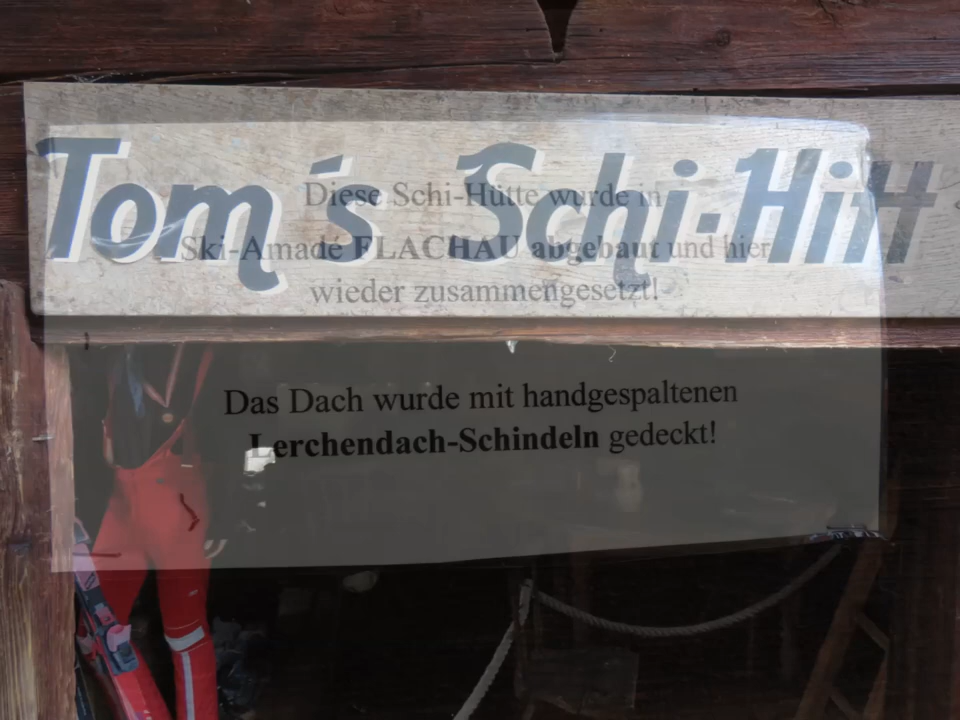 Tom´s Schi-Hitt
Diese Schi-Hütte wurde in
Ski-Amade FLACHAU abgebaut und hier
wieder zusammengesetzt!
Das Dach wurde mit handgespaltenen
Lerchendach-Schindeln gedeckt!